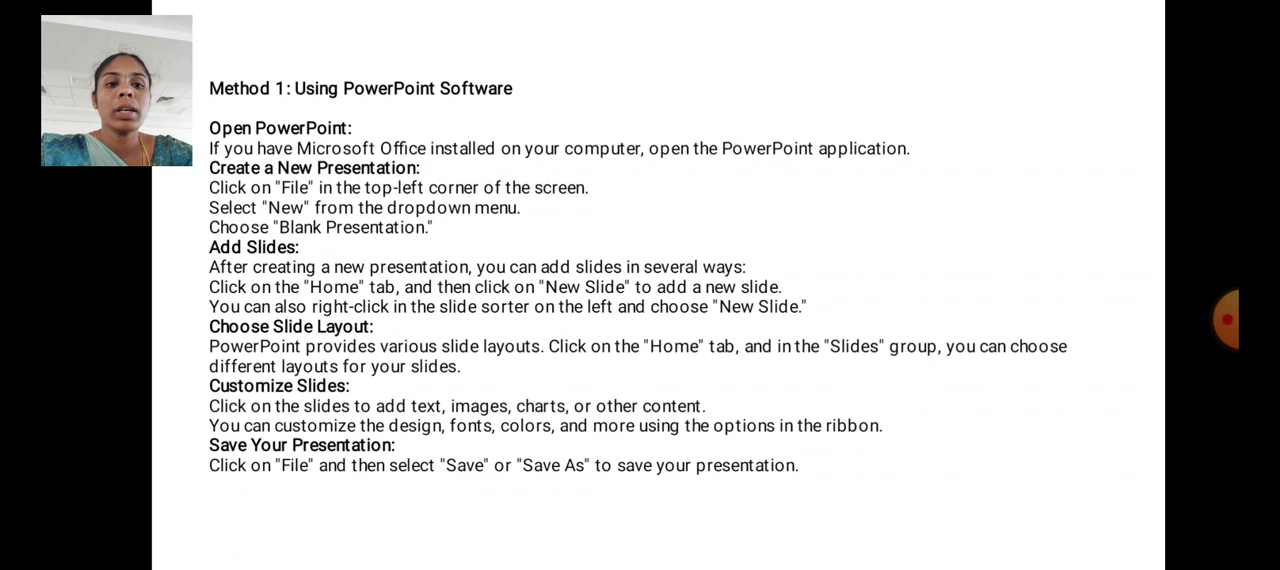 Method 1: Using PowerPoint Software
Open PowerPoint:
If you have Microsoft Office installed on your computer, open the PowerPoint application.
Create a New Presentation:
Click on "File" in the top-left corner of the screen.
Select "New" from the dropdown menu.
Choose "Blank Presentation."
Add Slides:
After creating a new presentation, you can add slides in several ways:
Click on the "Home" tab, and then click on "New Slide" to add a new slide.
You can also right-click in the slide sorter on the left and choose "New Slide."
Choose Slide Layout:
PowerPoint provides various slide layouts. Click on the "Home" tab, and in the "Slides" group, you can choose
different layouts for your slides.
Customize Slides:
Click on the slides to add text, images, charts, or other content.
You can customize the design, fonts, colors, and more using the options in the ribbon.
Save Your Presentation:
Click on "File" and then select "Save" or "Save As" to save your presentation.